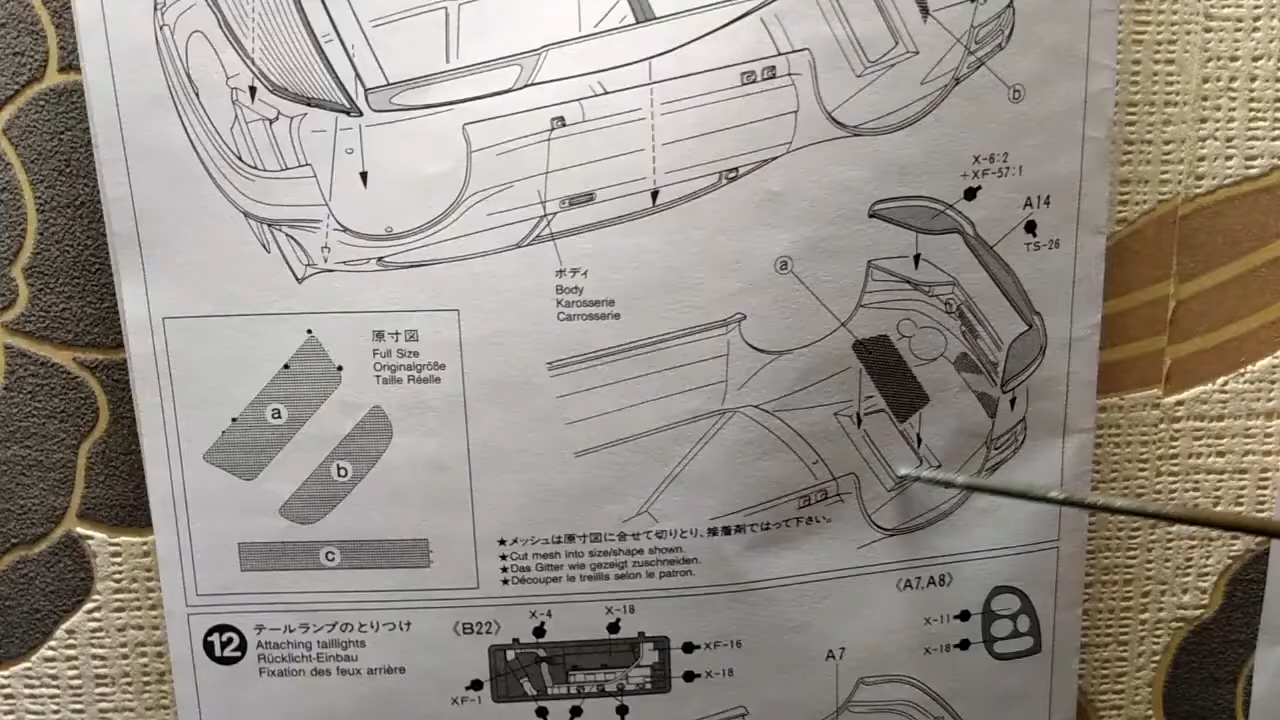 ⓑ
X-6:2
+XF-57:1
A14
TS-26
ⓐ
ボディ
Body
Karosserie
Carrosserie
原寸図
Full Size
Originalgröße
Taille Réelle
a
b
c
★メッシュは原寸図に合せて切りとり、接着剤ではって下さい。
★Cut mesh into size/shape shown.
★Das Gitter wie gezeigt zuschneiden.
★Découper le treillis selon le patron.
12
テールランプのとりつけ
Attaching taillights
Rücklicht-Einbau
Fixation des feux arrière
《B22》
X-4
X-18
XF-16
X-18
XF-1
《A7,A8》
X-11
X-18
A7